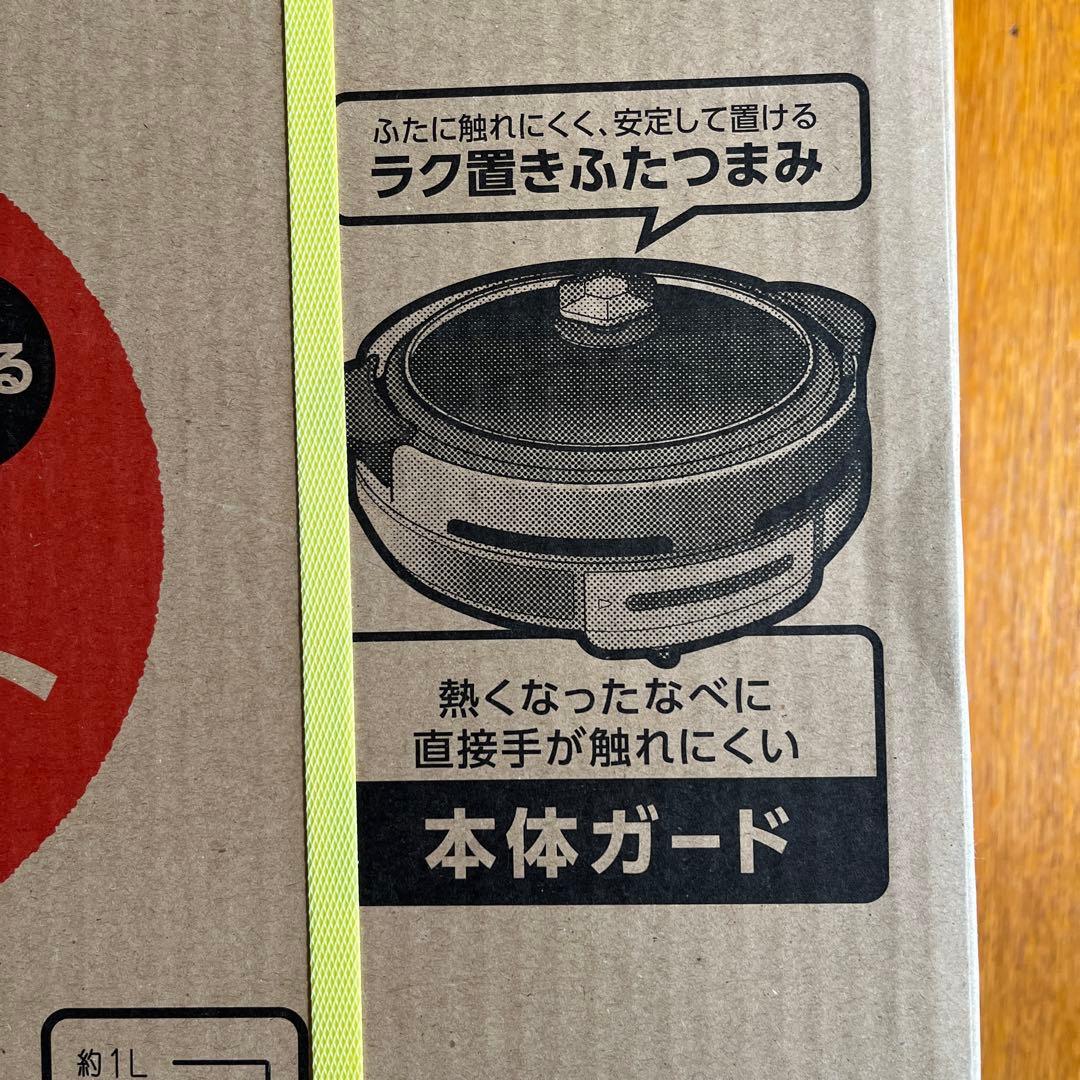 ふたに触れにくく、安定して置ける
ラク置きふたつまみ
る
熱くなったなべに
直接手が触れにくい
本体ガード
約1L